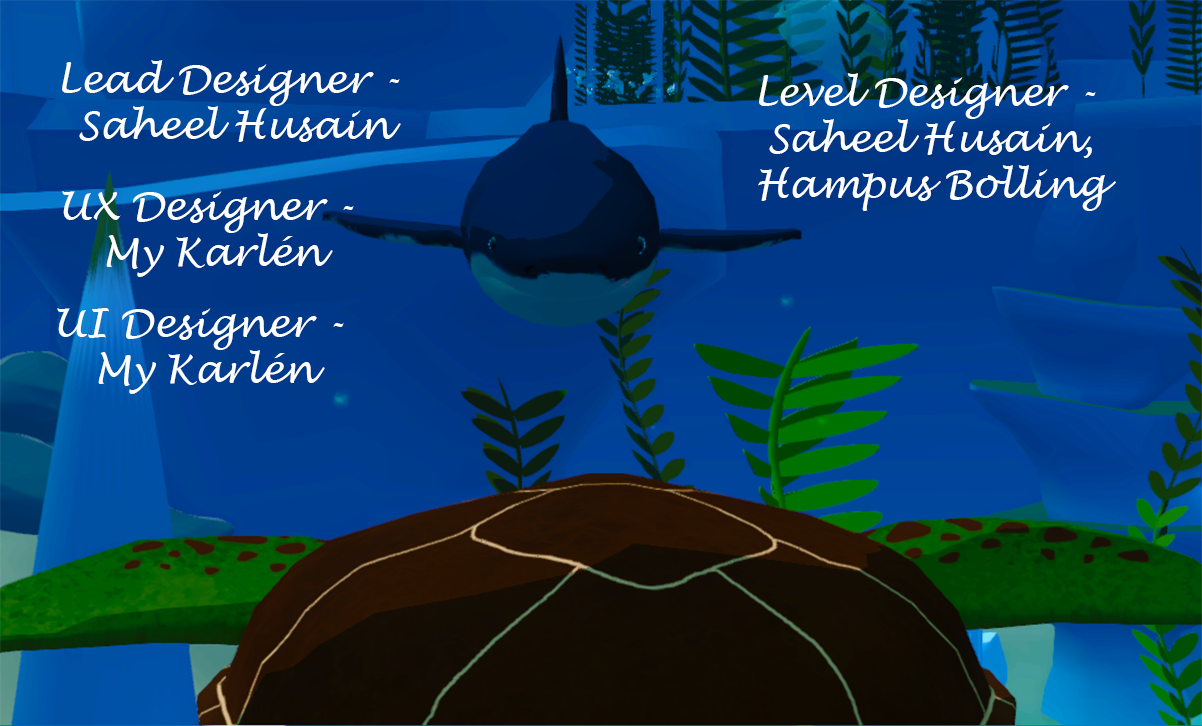 Lead Designer -
Saheel Husain
UX Designer -
My Karlén
UI Designer -
My Karlén
Level Designer -
Saheel Husain,
Hampus Bolling